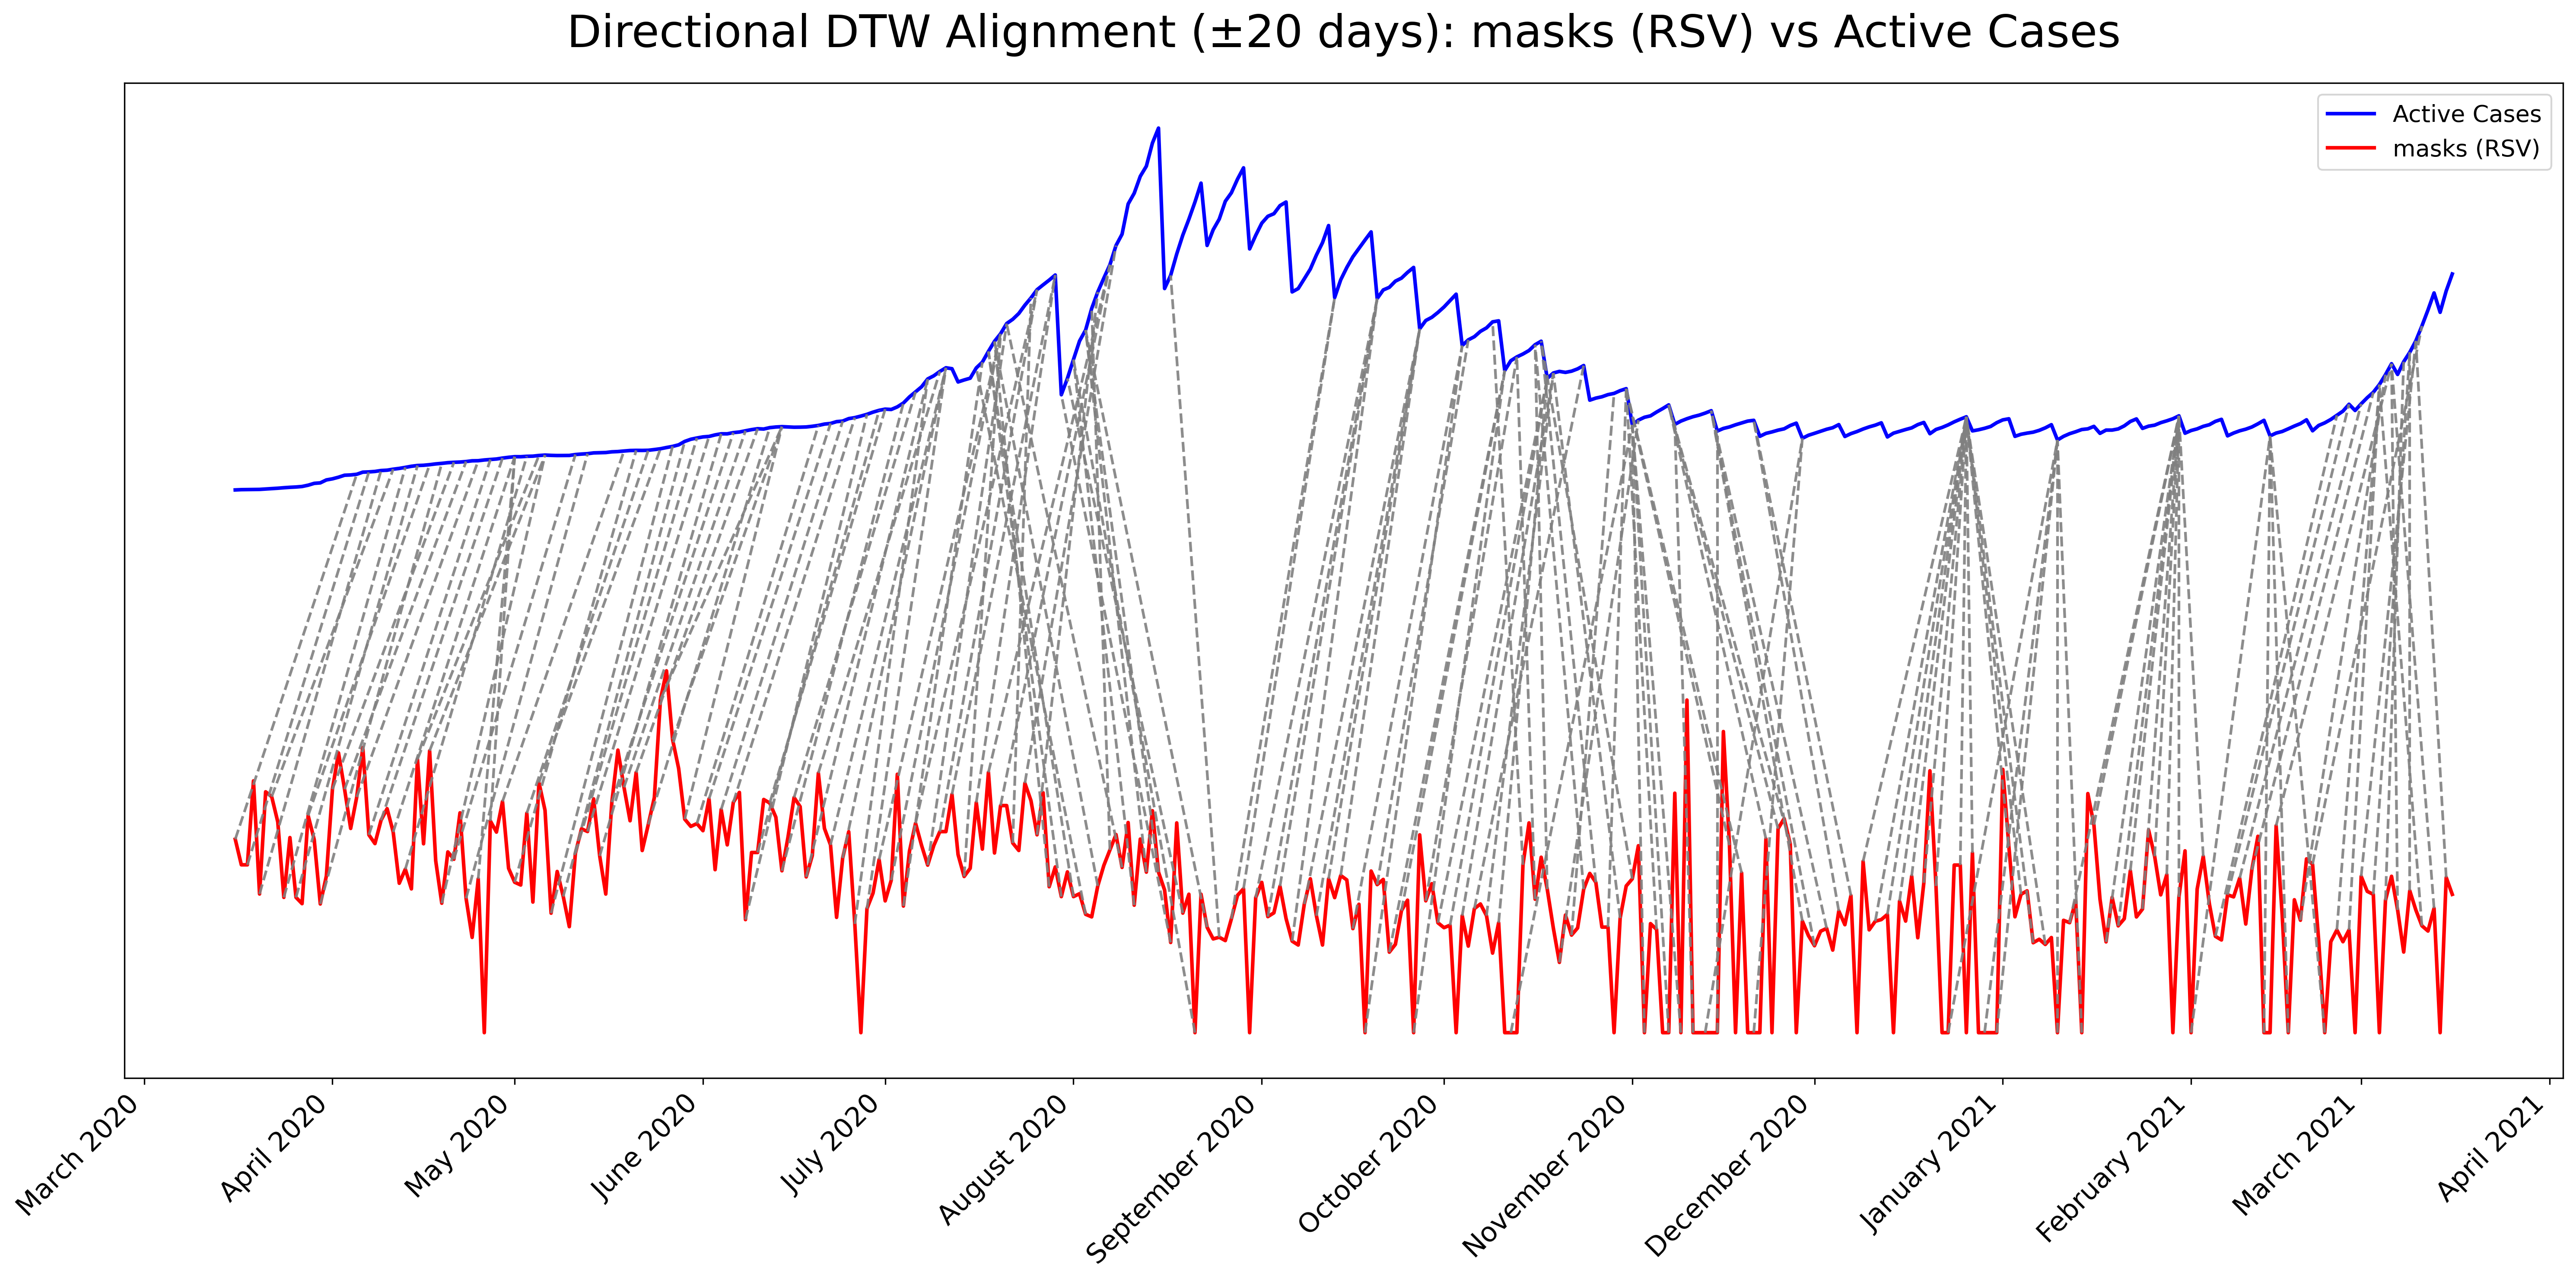 Directional DTW Alignment (±20 days): masks (RSV) vs Active Cases
Active Cases
masks (RSV)
March 2020
April 2020
May 2020
June 2020
July 2020
August 2020
September 2020
October 2020
November 2020
December 2020
January 2021
February 2021
March 2021
April 2021